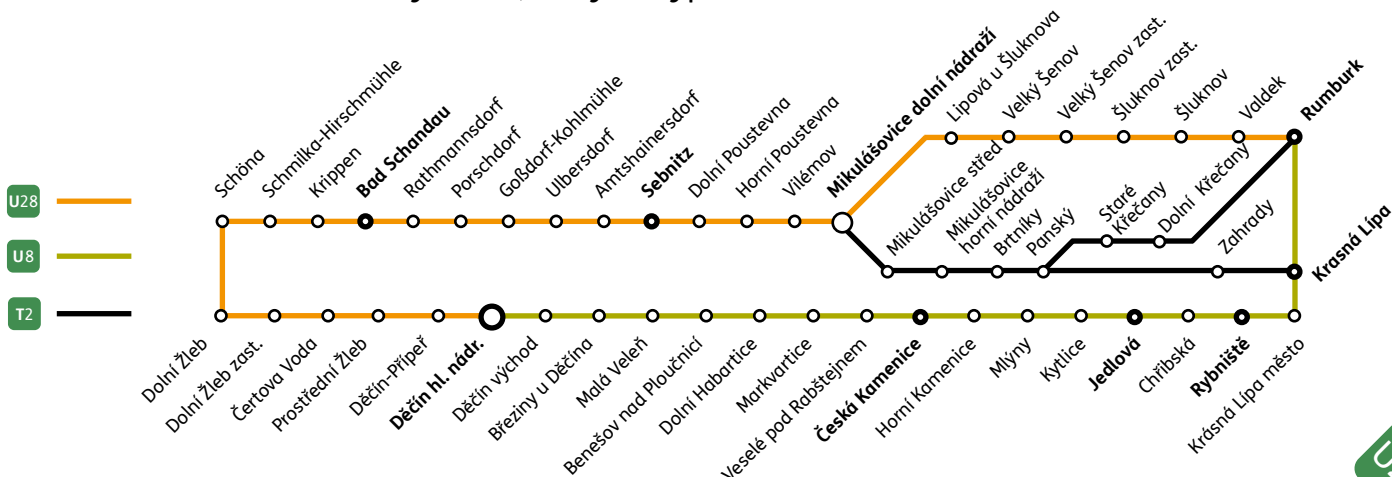 U28
U8
T2
Schöna
Schmilka-Hirschmühle
Krippen
Bad Schandau
Rathmannsdorf
Porschdorf
Goßdorf-Kohlmühle
Ulbersdorf
Amtshainersdorf
Sebnitz
Dolní Poustevna
Horní Poustevna
Vilémov
Mikulášovice dolní nádraží
Lipová u Šluknova
Velký Šenov
Velký Šenov zast.
Šluknov zast.
Šluknov
Valdek
Rumburk
Mikulášovice střed
Mikulášovice
horní nádraží
Brtníky
Panský
Staré
Křečany
Dolní Křečany
Zahrady
Krasná Lípa
Dolní Žleb
Dolní Žleb zast.
Čertova Voda
Prostřední Žleb
Děčín-Přípeř
Děčín hl. nádr.
Děčín východ
Březiny u Děčína
Malá Veleň
Benešov nad Ploučnicí
Dolní Habartice
Markvartice
Veselé pod Rabštejnem
Česká Kamenice
Horní Kamenice
Mlýny
Kytlice
Jedlová
Chřibská
Rybniště
Krásná Lípa město